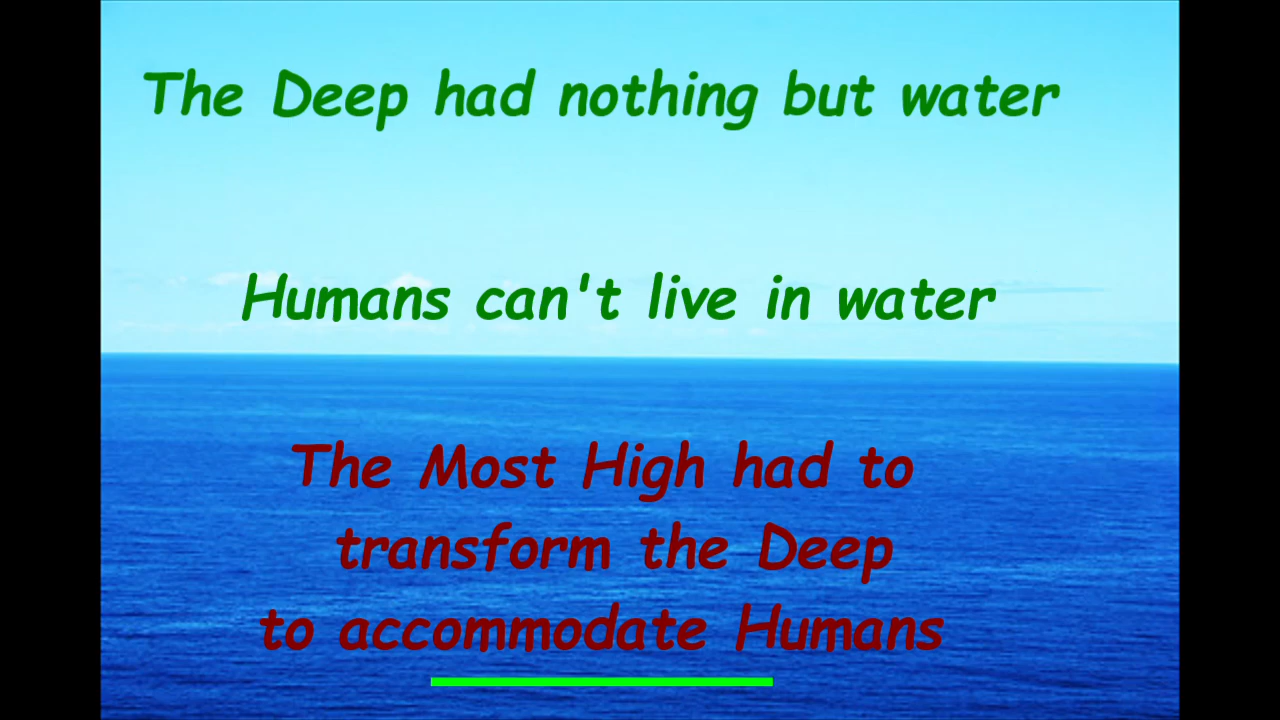 The Deep had nothing but water
Humans can't live in water
The Most High had to
transform the Deep
to accommodate Humans